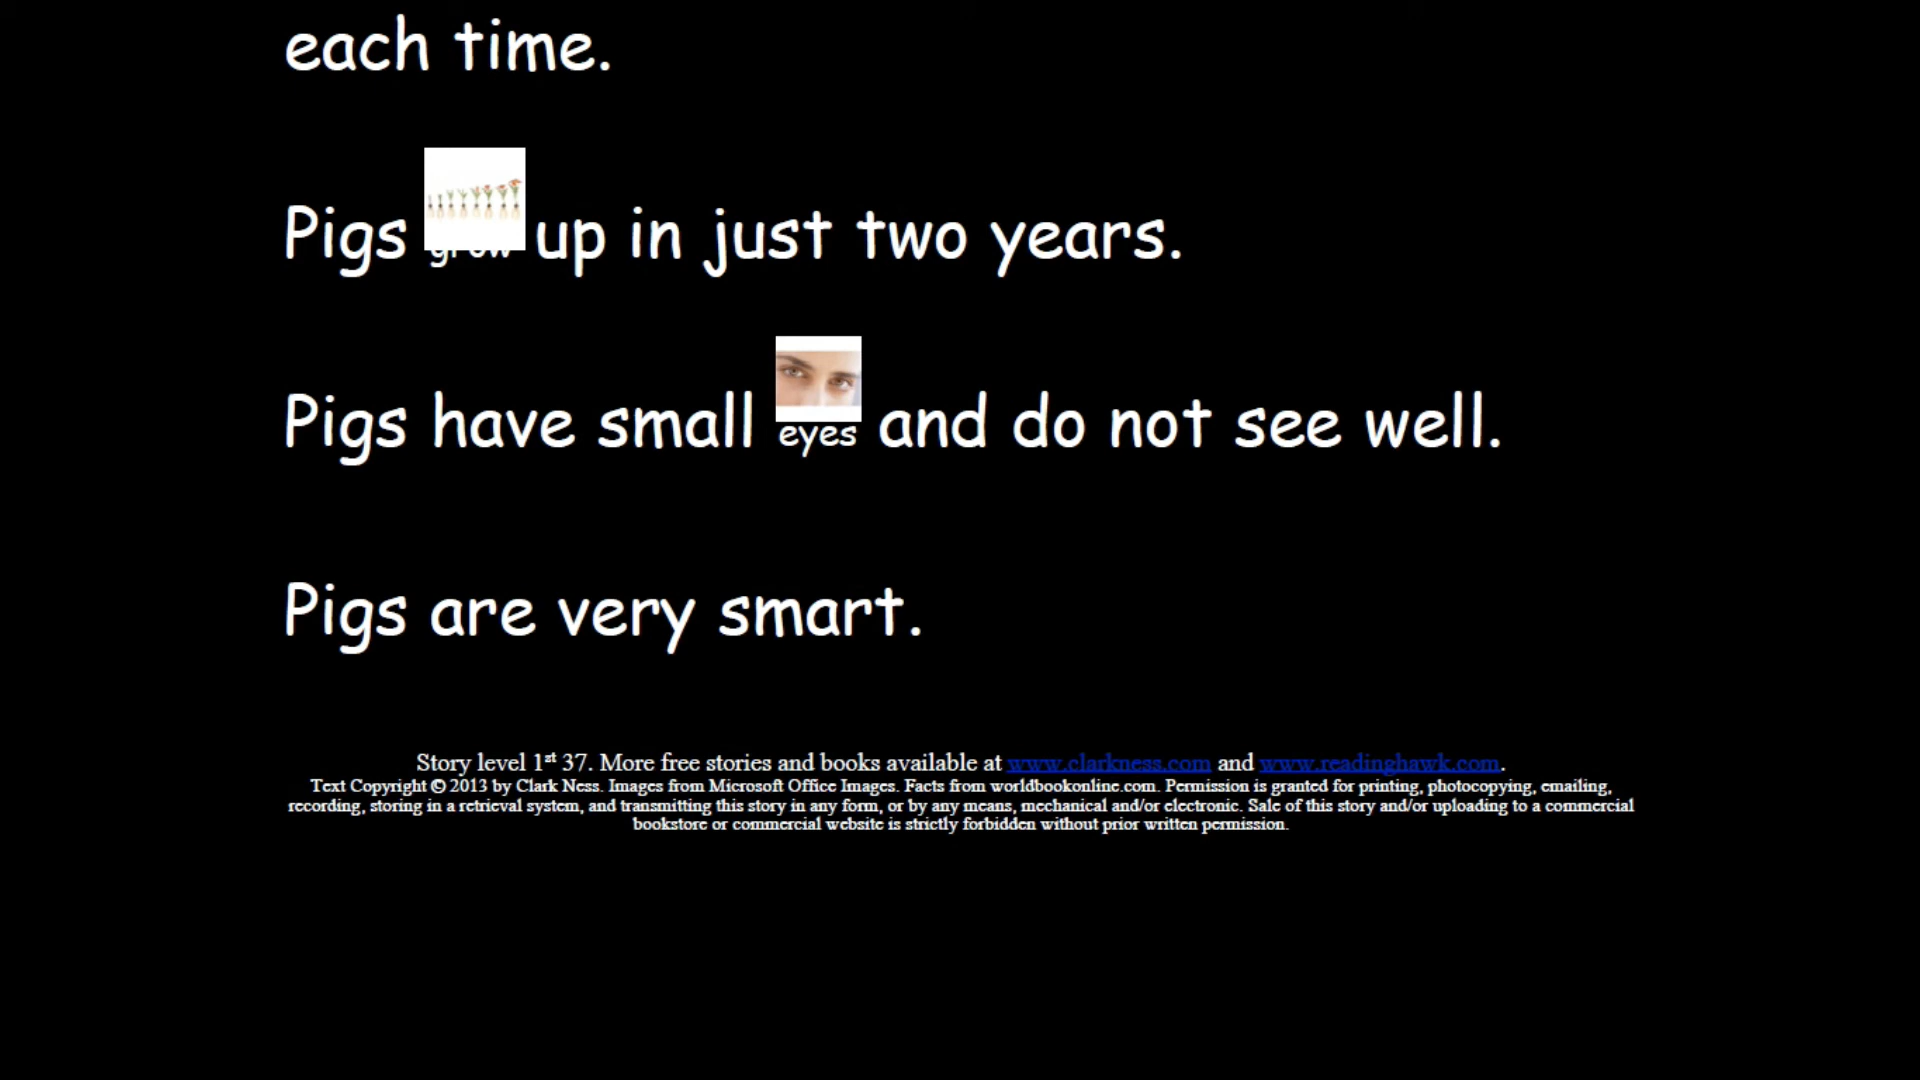 each time.
Pigs grow up in just two years.
Pigs have small eyes and do not see well.
Pigs are very smart.
Story level 1st 37. More free stories and books available at www.clarkness.com and www.readinghawk.com.
Text Copyright © 2013 by Clark Ness. Images from Microsoft Office Images. Facts from worldbookonline.com. Permission is granted for printing, photocopying, emailing,
recording, storing in a retrieval system, and transmitting this story in any form, or by any means, mechanical and/or electronic. Sale of this story and/or uploading to a commercial
bookstore or commercial website is strictly forbidden without prior written permission.